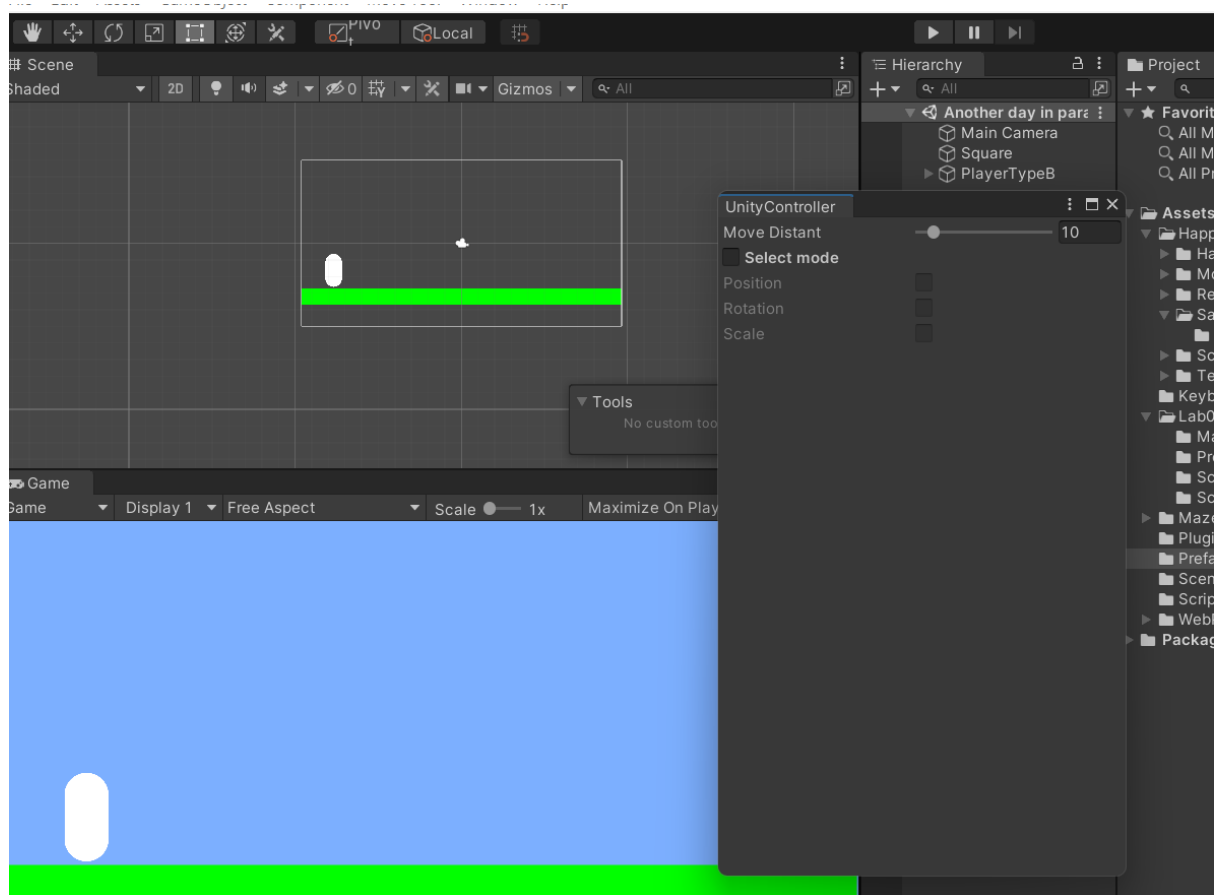 Pivot
Local
Scene
Shaded
2D
0
Gizmos
All
Tools
No custom too
Game
Game
Display 1
Free Aspect
Scale
1x
Maximize On Play
Hierarchy
All
Another day in para
Main Camera
Square
PlayerTypeB
UnityController
Move Distant
10
Select mode
Position
Rotation
Scale
Project
Favorit
All M
All M
All Pr
Assets
Happ
Ha
Mo
Re
Sa
Sc
Te
Keyb
Lab0
Ma
Pre
Sc
Sc
Maze
Plugi
Prefa
Scen
Scrip
Webl
Packag